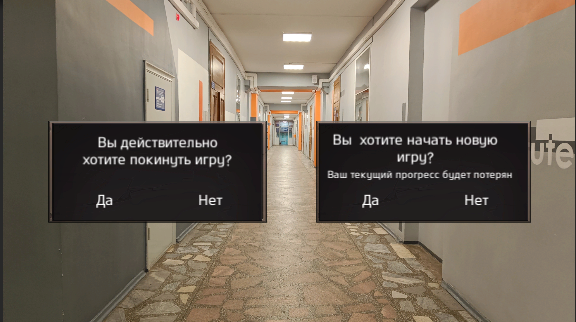 Вы действительно
хотите покинуть игру?
Да Нет
Вы хотите начать новую
игру?
Ваш текущий прогресс будет потерян
Да Нет
ute